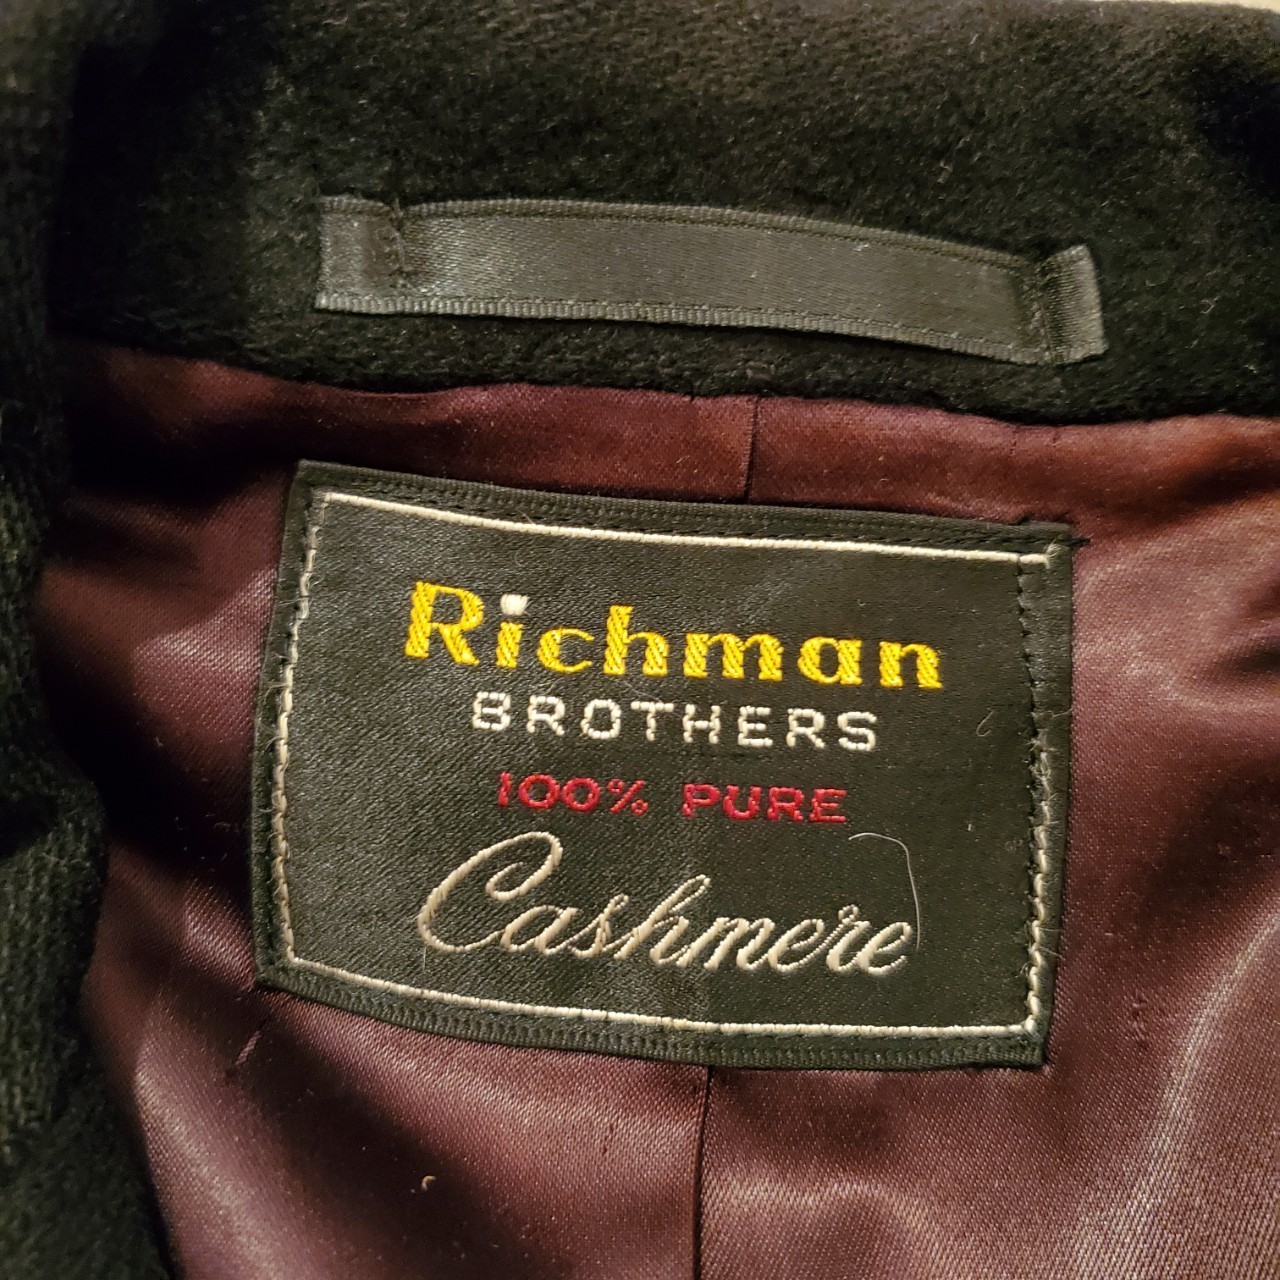 Richman
BROTHERS
100% PURE
Cashmere